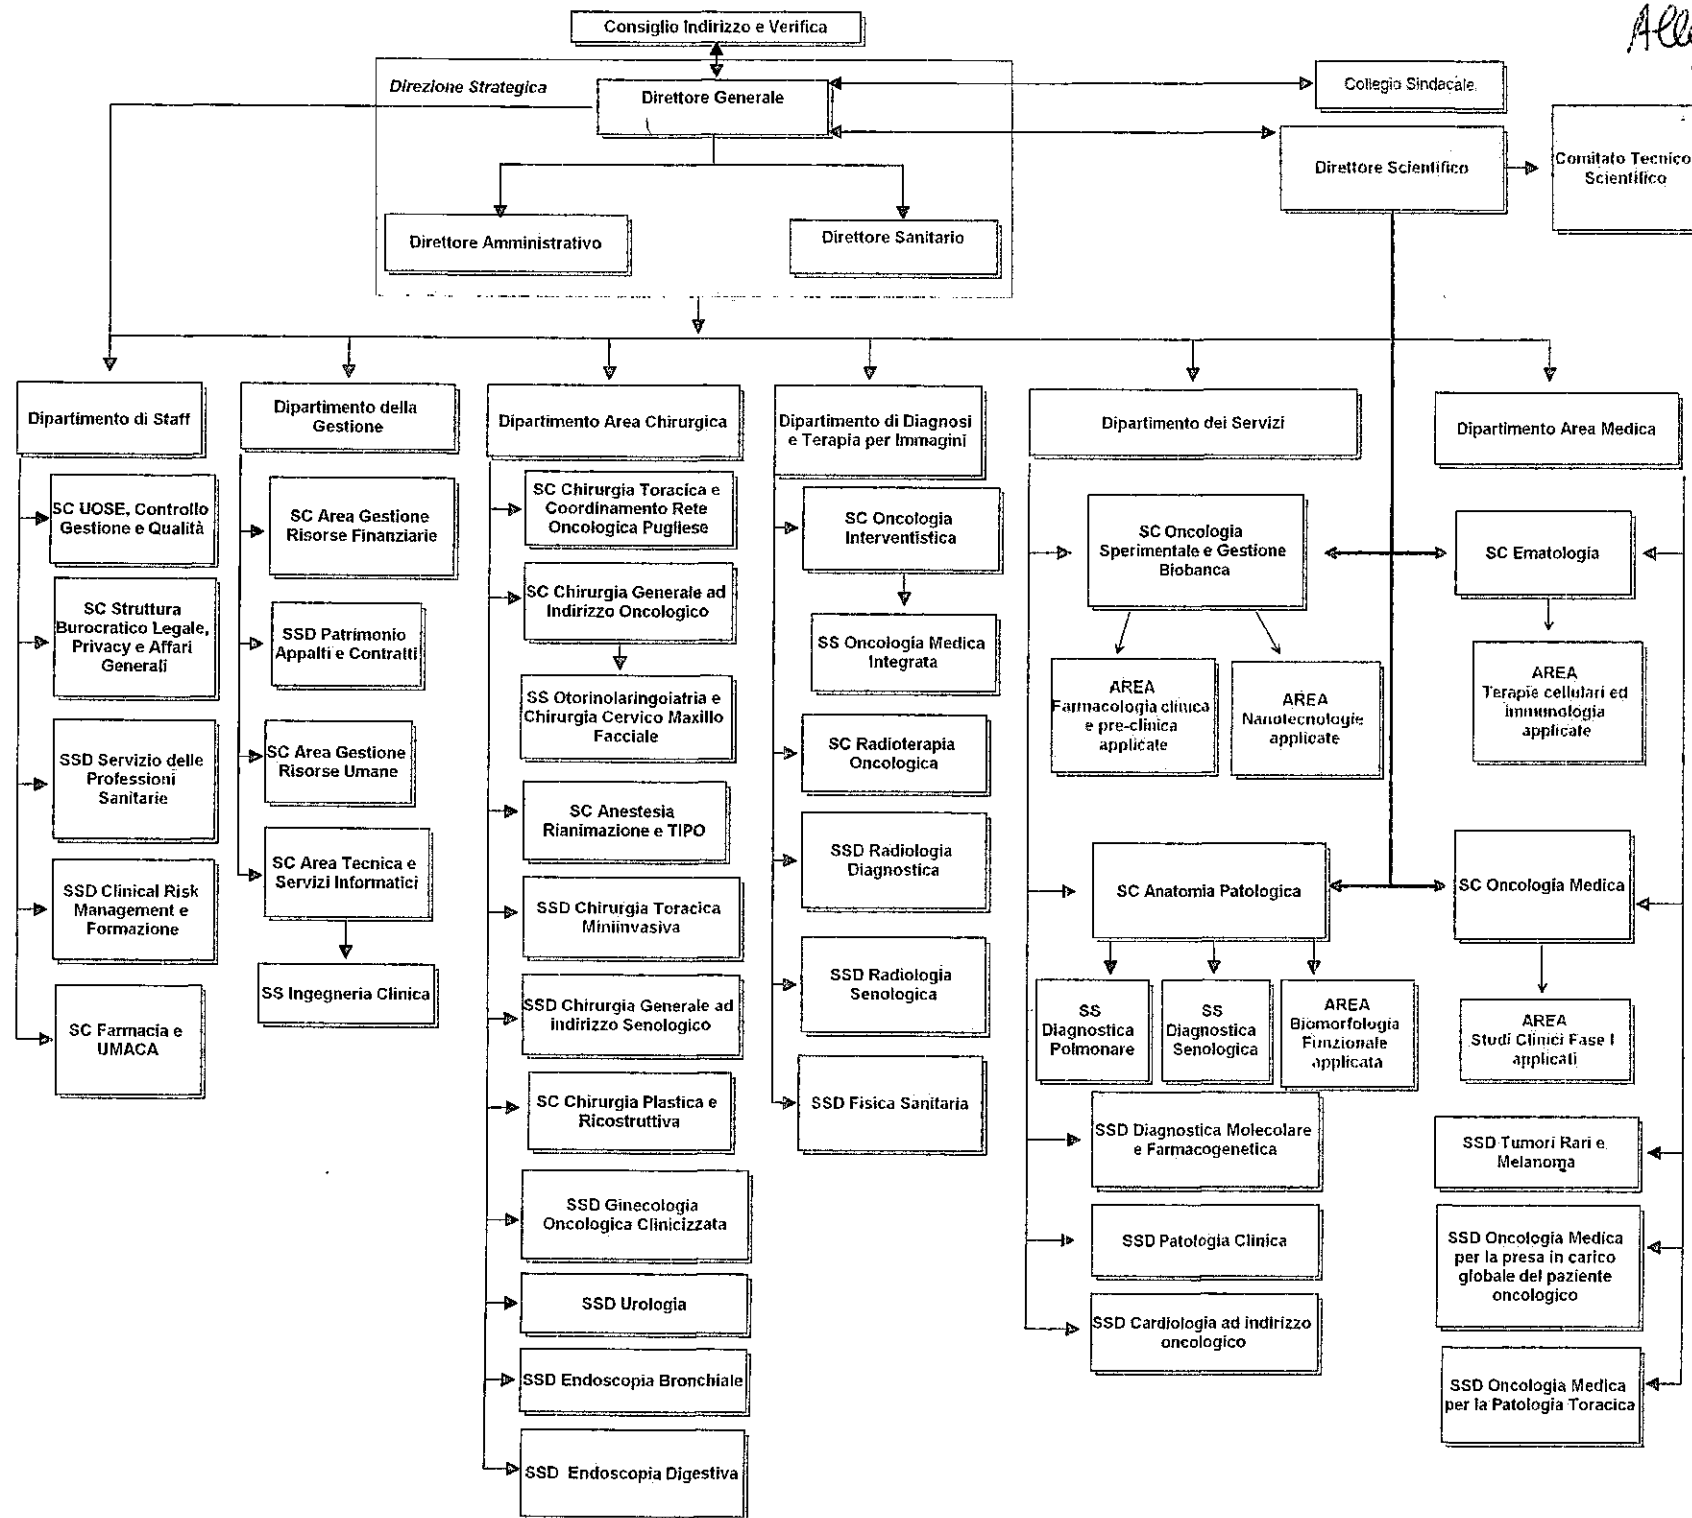 Consiglio Indirizzo e Verifica
Direzione Strategica
Direttore Generale
Collegio Sindacale
Direttore Scientifico
Comitato Tecnico
Scientifico
Direttore Amministrativo
Direttore Sanitario
Dipartimento di Staff
SC UOSE, Controllo
Gestione e Qualità
SC Struttura
Burocratico Legale,
Privacy e Affari
Generali
SSD Servizio delle
Professioni
Sanitarie
SSD Clinical Risk
Management e
Formazione
SC Farmacia e
UMACA
Dipartimento della
Gestione
SC Area Gestione
Risorse Finanziarie
SSD Patrimonio
Appalti e Contratti
SC Area Gestione
Risorse Umane
SC Area Tecnica e
Servizi Informatici
SS Ingegneria Clinica
Dipartimento Area Chirurgica
SC Chirurgia Toracica e
Coordinamento Rete
Oncologica Pugliese
SC Chirurgia Generale ad
Indirizzo Oncologico
SS Otorinolaringoiatria e
Chirurgia Cervico Maxillo
Facciale
SC Anestesia
Rianimazione e TIPO
SSD Chirurgia Toracica
Miniinvasiva
SSD Chirurgia Generale ad
indirizzo Senologico
SC Chirurgia Plastica e
Ricostruttiva
SSD Ginecologia
Oncologica Clinicizzata
SSD Urologia
SSD Endoscopia Bronchiale
SSD Endoscopia Digestiva
Dipartimento di Diagnosi
e Terapia per Immagini
SC Oncologia
Interventistica
SS Oncologia Medica
Integrata
SC Radioterapia
Oncologica
SSD Radiologia
Diagnostica
SSD Radiologia
Senologica
SSD Fisica Sanitaria
Dipartimento dei Servizi
SC Oncologia
Sperimentale e Gestione
Biobanca
AREA
Farmacologia clinica
e pre-clinica
applicate
AREA
Nanotecnologie
applicate
SC Anatomia Patologica
SS
Diagnostica
Polmonare
SS
Diagnostica
Senologica
AREA
Biomorfologia
Funzionale
applicata
SSD Diagnostica Molecolare
e Farmacogenetica
SSD Patologia Clinica
SSD Cardiologia ad indirizzo
oncologico
Dipartimento Area Medica
SC Ematologia
AREA
Terapie cellulari ed
immunologia
applicate
SC Oncologia Medica
AREA
Studi Clinici Fase I
applicati
SSD Tumori Rari e
Melanoma
SSD Oncologia Medica
per la presa in carico
globale del paziente
oncologico
SSD Oncologia Medica
per la Patologia Toracica